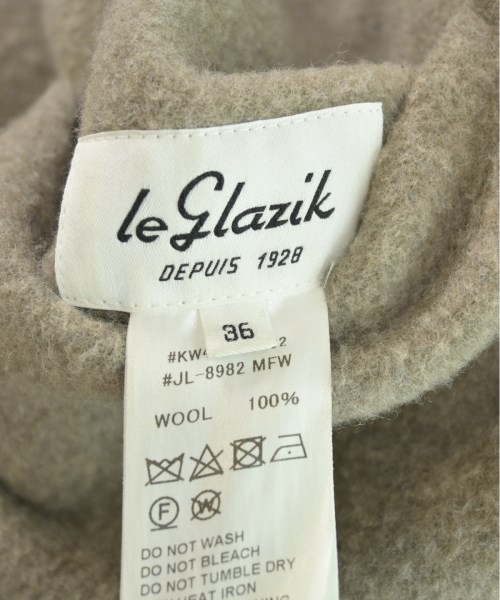 le Glazik
DEPUIS 1928
36
#JL-8982 MFW
WOOL 100%
F
W
DO NOT WASH
DO NOT BLEACH
DO NOT TUMBLE DRY
IRON